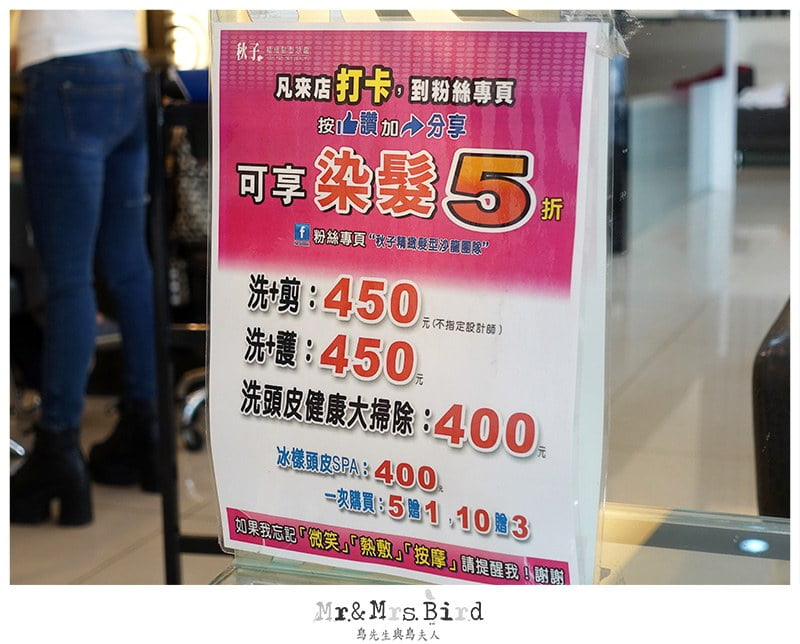 秋子 精緻髮型沙龍
凡來店打卡，到粉絲專頁
按讚加分享
可享 染髮 5 折
f 粉絲專頁“秋子精緻髮型沙龍團隊”
洗+剪：450元(不指定設計師)
洗+護：450元
洗頭皮健康大掃除：400元
冰樣頭皮SPA：400元
一次購買：5贈1，10贈3
如果我忘記「微笑」「熱敷」「按摩」請提醒我！謝謝
Mr.&Mrs.Bird
鳥先生與鳥夫人